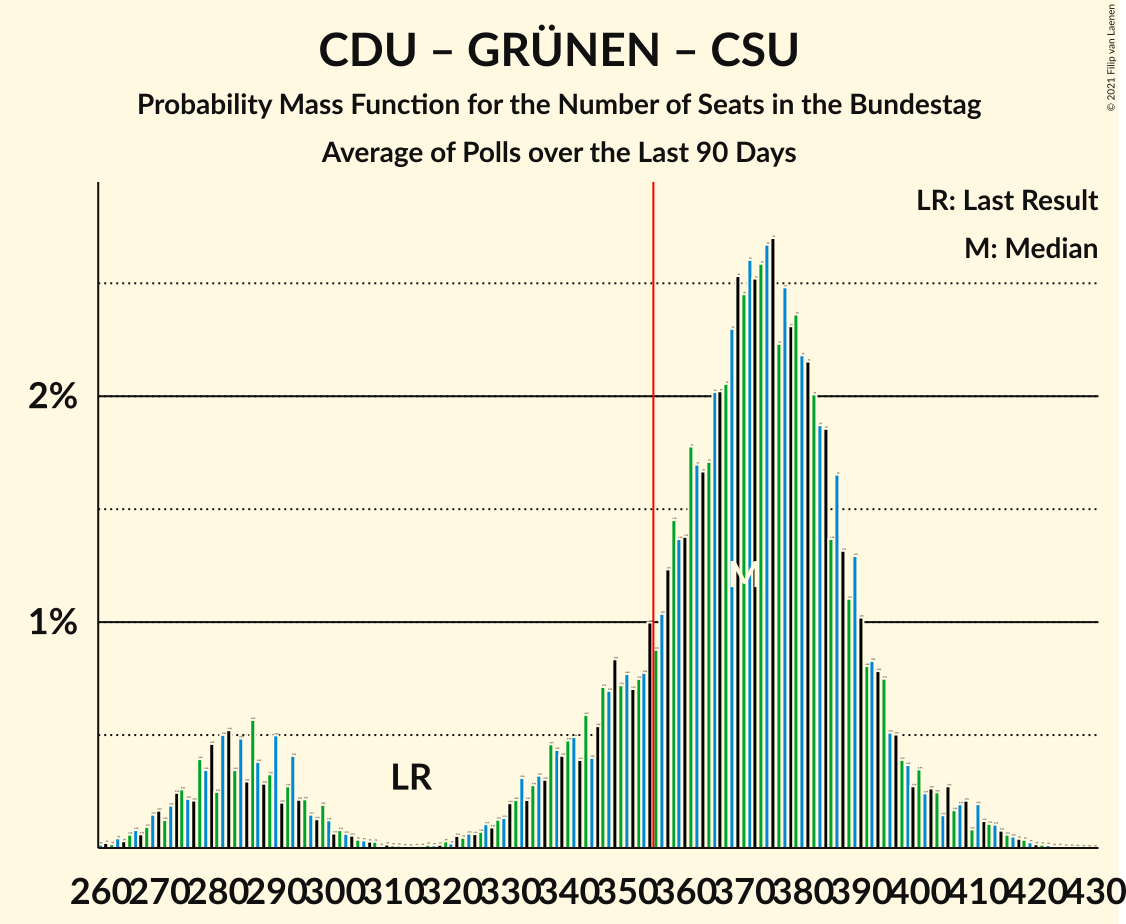 CDU – GRÜNEN – CSU
Probability Mass Function for the Number of Seats in the Bundestag
Average of Polls over the Last 90 Days
© 2021 Filip van Laenen
LR: Last Result
M: Median
2%
1%
M
LR
260 270 280 290 300 310 320 330 340 350 360 370 380 390 400 410 420 430